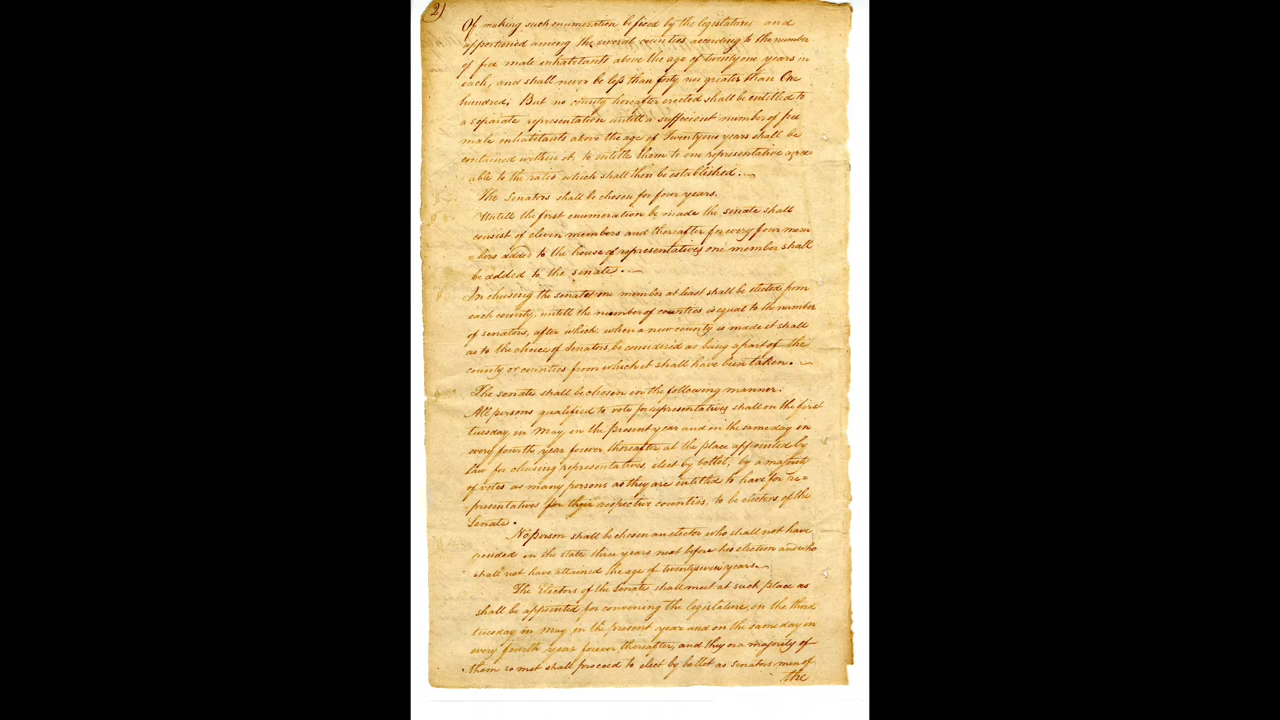 2)
Of making such enumeration be fixed by the legislature and
apportioned among the several counties according to the number
of free male inhabitants above the age of twenty one years in
each, and shall never be less than forty nor greater than One
hundred. But no county hereafter erected shall be entitled to
a separate representation untill a sufficient number of free
male inhabitants above the age of Twentyone years shall be
contained within it, to entitle them to one representative agree=
=able to the ratio which shall then be established.
The Senators shall be chosen for four years.
Untill the first enumeration be made the senate shall
consist of eleven members and thereafter for every four mem
=bers added to the house of representatives one member shall
be added to the senate.
In chusing the senate one member at least shall be elected from
each county, untill the number of counties is equal to the number
of senators, after which when a new county is made it shall
as to the choice of Senators, be considered as being a part of the
county or counties from which it shall have been taken.
The senate shall be chosen in the following manner:
All persons qualified to vote for representatives shall on the first
tuesday in May in the present year and on the same day in
every fourth year forever thereafter at the place appointed by
law for chusing representatives, elect by ballot, by a majority
of votes as many persons as they are entitled to have for re=
=presentatives for their respective counties, to be electors of the
Senate.
No person shall be chosen an elector who shall not have
resided in the state three years next before his election and who
shall not have attained the age of twentyseven years.
The Electors of the Senate shall meet at such place as
shall be appointed for convening the legislature, on the third
tuesday in May in the present year and on the same day in
every fourth year forever thereafter, and they or a majority of
them so met shall proceed to elect by ballot as Senators men of
the